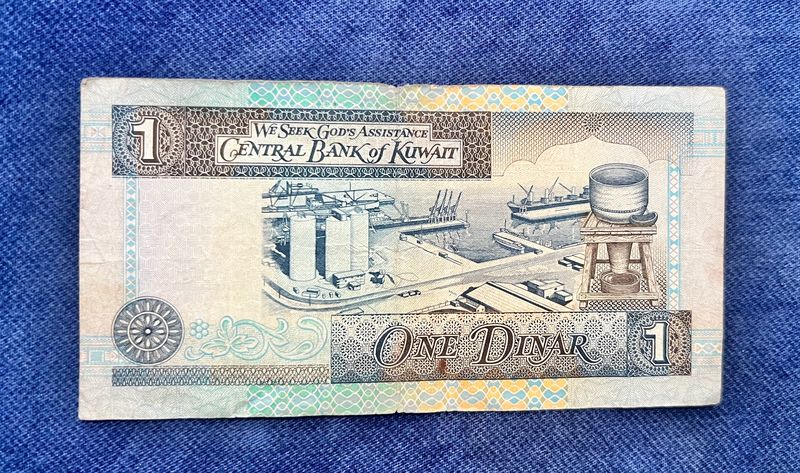 1
WE SEEK GOD'S ASSISTANCE
CENTRAL BANK of KUWAIT
ONE DINAR
1